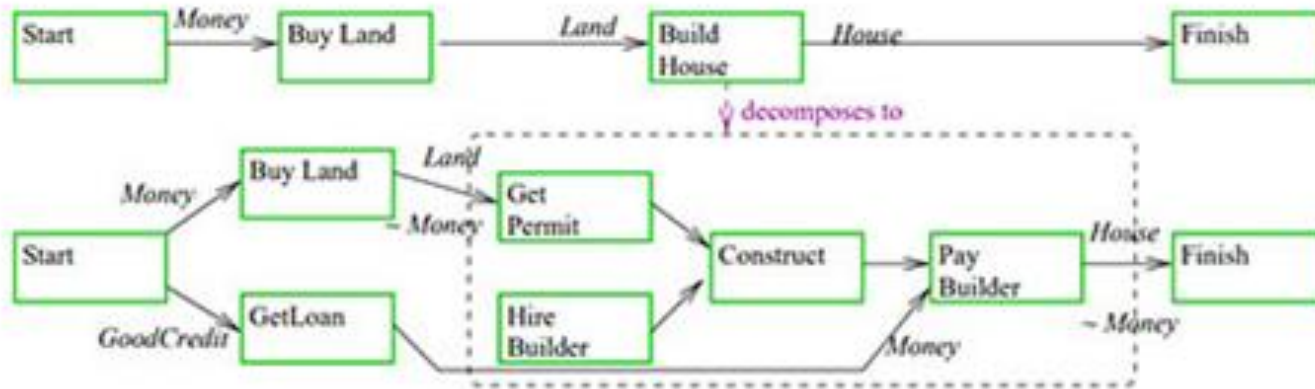 Start
Money
Buy Land
Land
Build
House
House
Finish
decomposes to
Start
Money
Buy Land
Land
~ Money
Get
Permit
GoodCredit
GetLoan
Hire
Builder
Construct
Money
Pay
Builder
House
~ Money
Finish